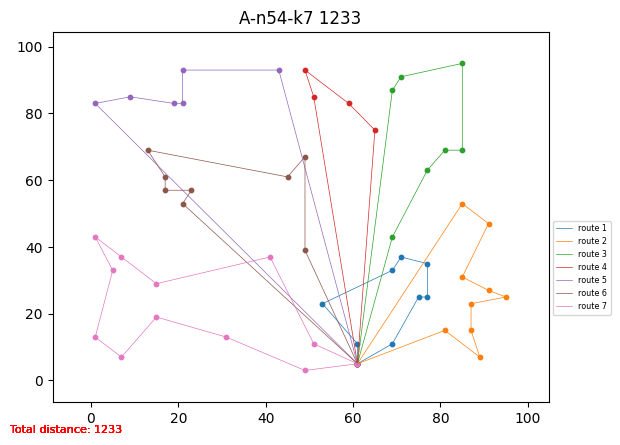 A-n54-k7 1233
100
80
60
40
20
0
0 20 40 60 80 100
route 1
route 2
route 3
route 4
route 5
route 6
route 7
Total distance: 1233